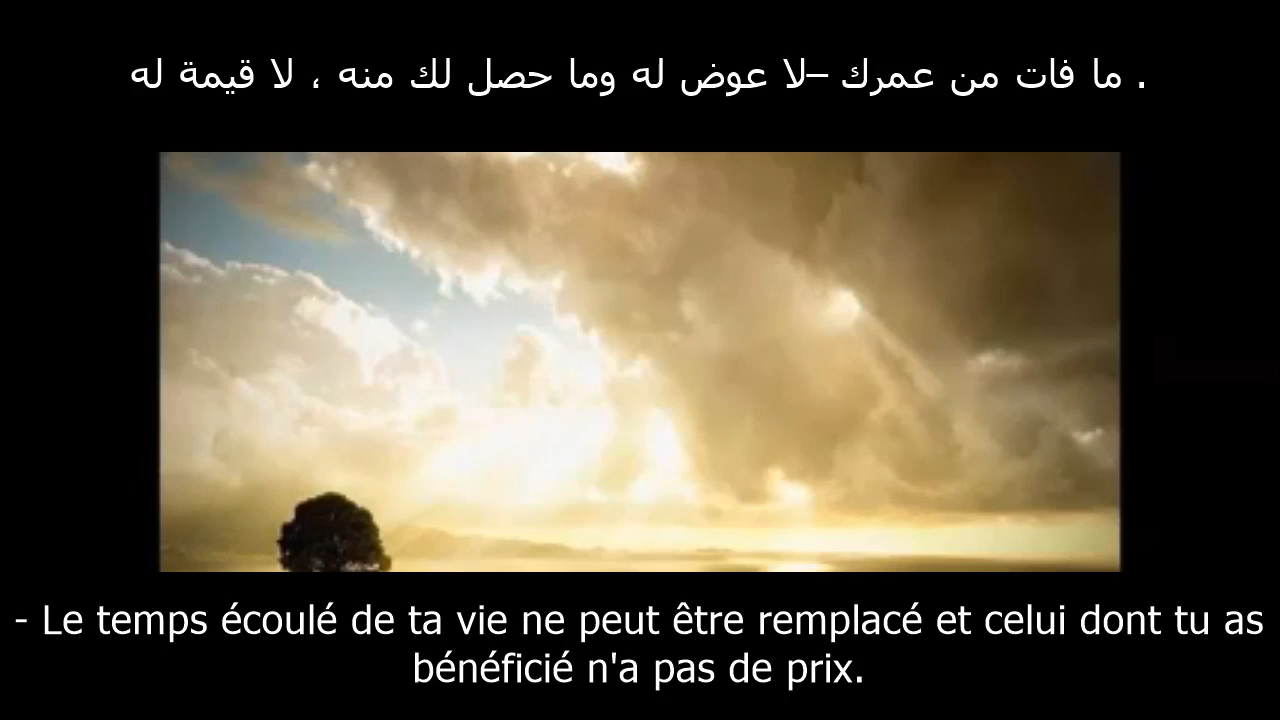 . ما فات من عمرك –لا عوض له وما حصل لك منه ، لا قيمة له
- Le temps écoulé de ta vie ne peut être remplacé et celui dont tu as
bénéficié n'a pas de prix.